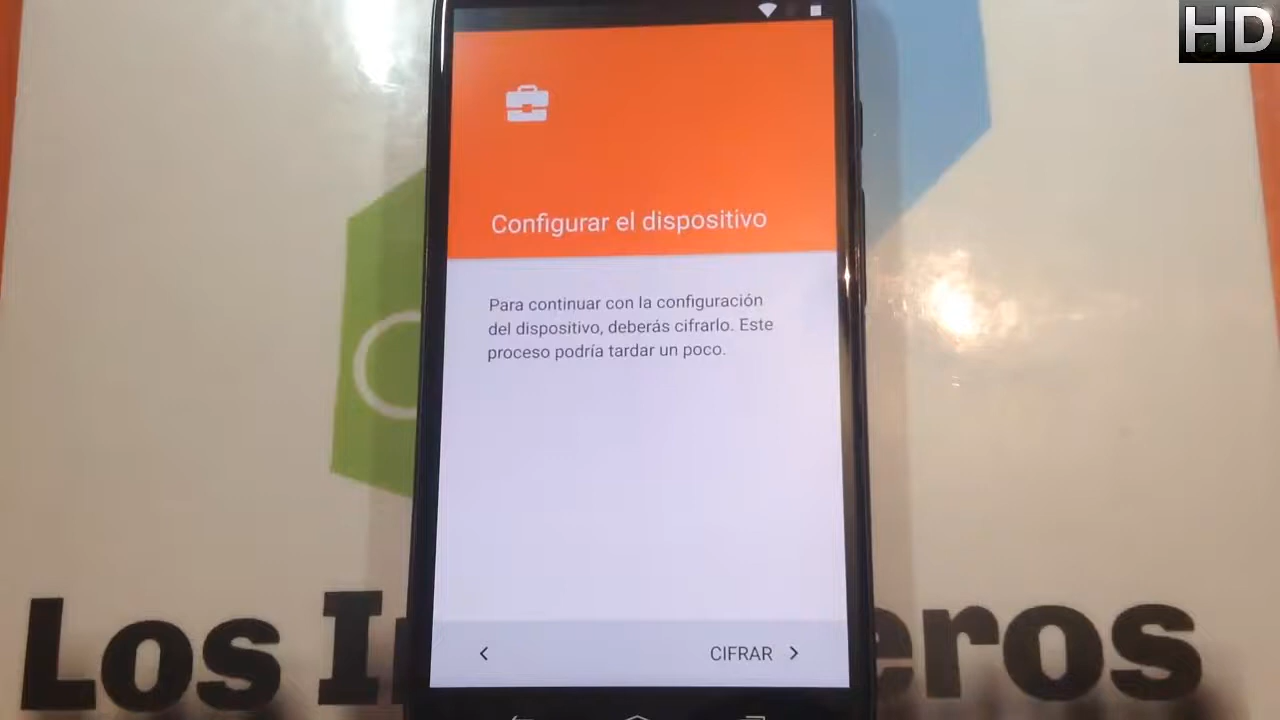 HD
Configurar el dispositivo
Para continuar con la configuración
del dispositivo, deberás cifrarlo. Este
proceso podría tardar un poco.
CIFRAR
Los